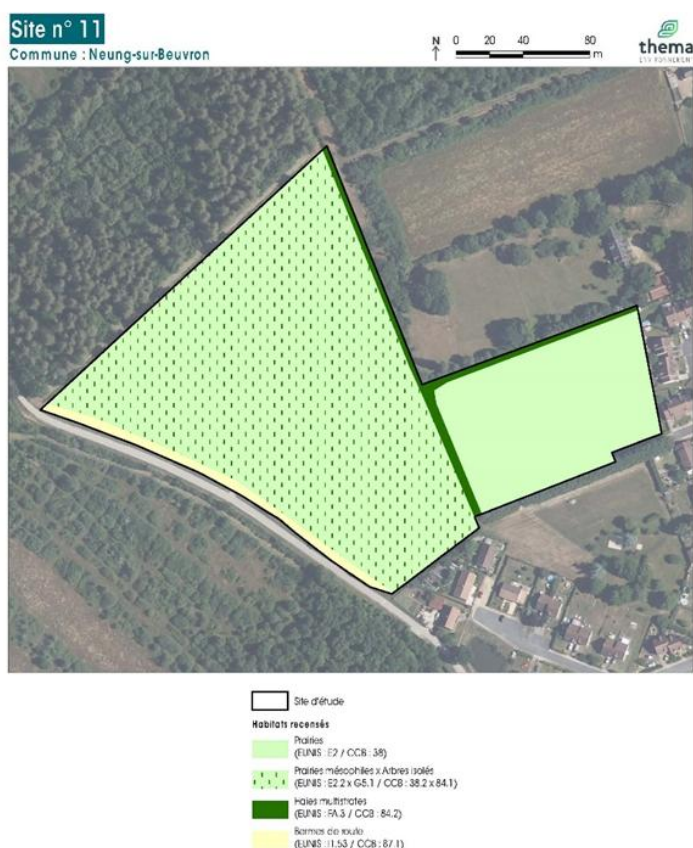 Site n° 11
Commune : Neung-sur-Beuvron
N
0 20 40 80
m
thema
ENVIRONNEMENT
Site d'étude
Habitats recensés
Prairies
(EUNIS : E2 / CCB : 38)
Prairies mésophiles x Arbres isolés
(EUNIS : E2.2 x G5.1 / CCB : 38.2 x 84.1)
Haies multistrates
(EUNIS : FA.3 / CCB : 84.2)
Bermes de route
(EUNIS : I1.53 / CCB : 87.1)